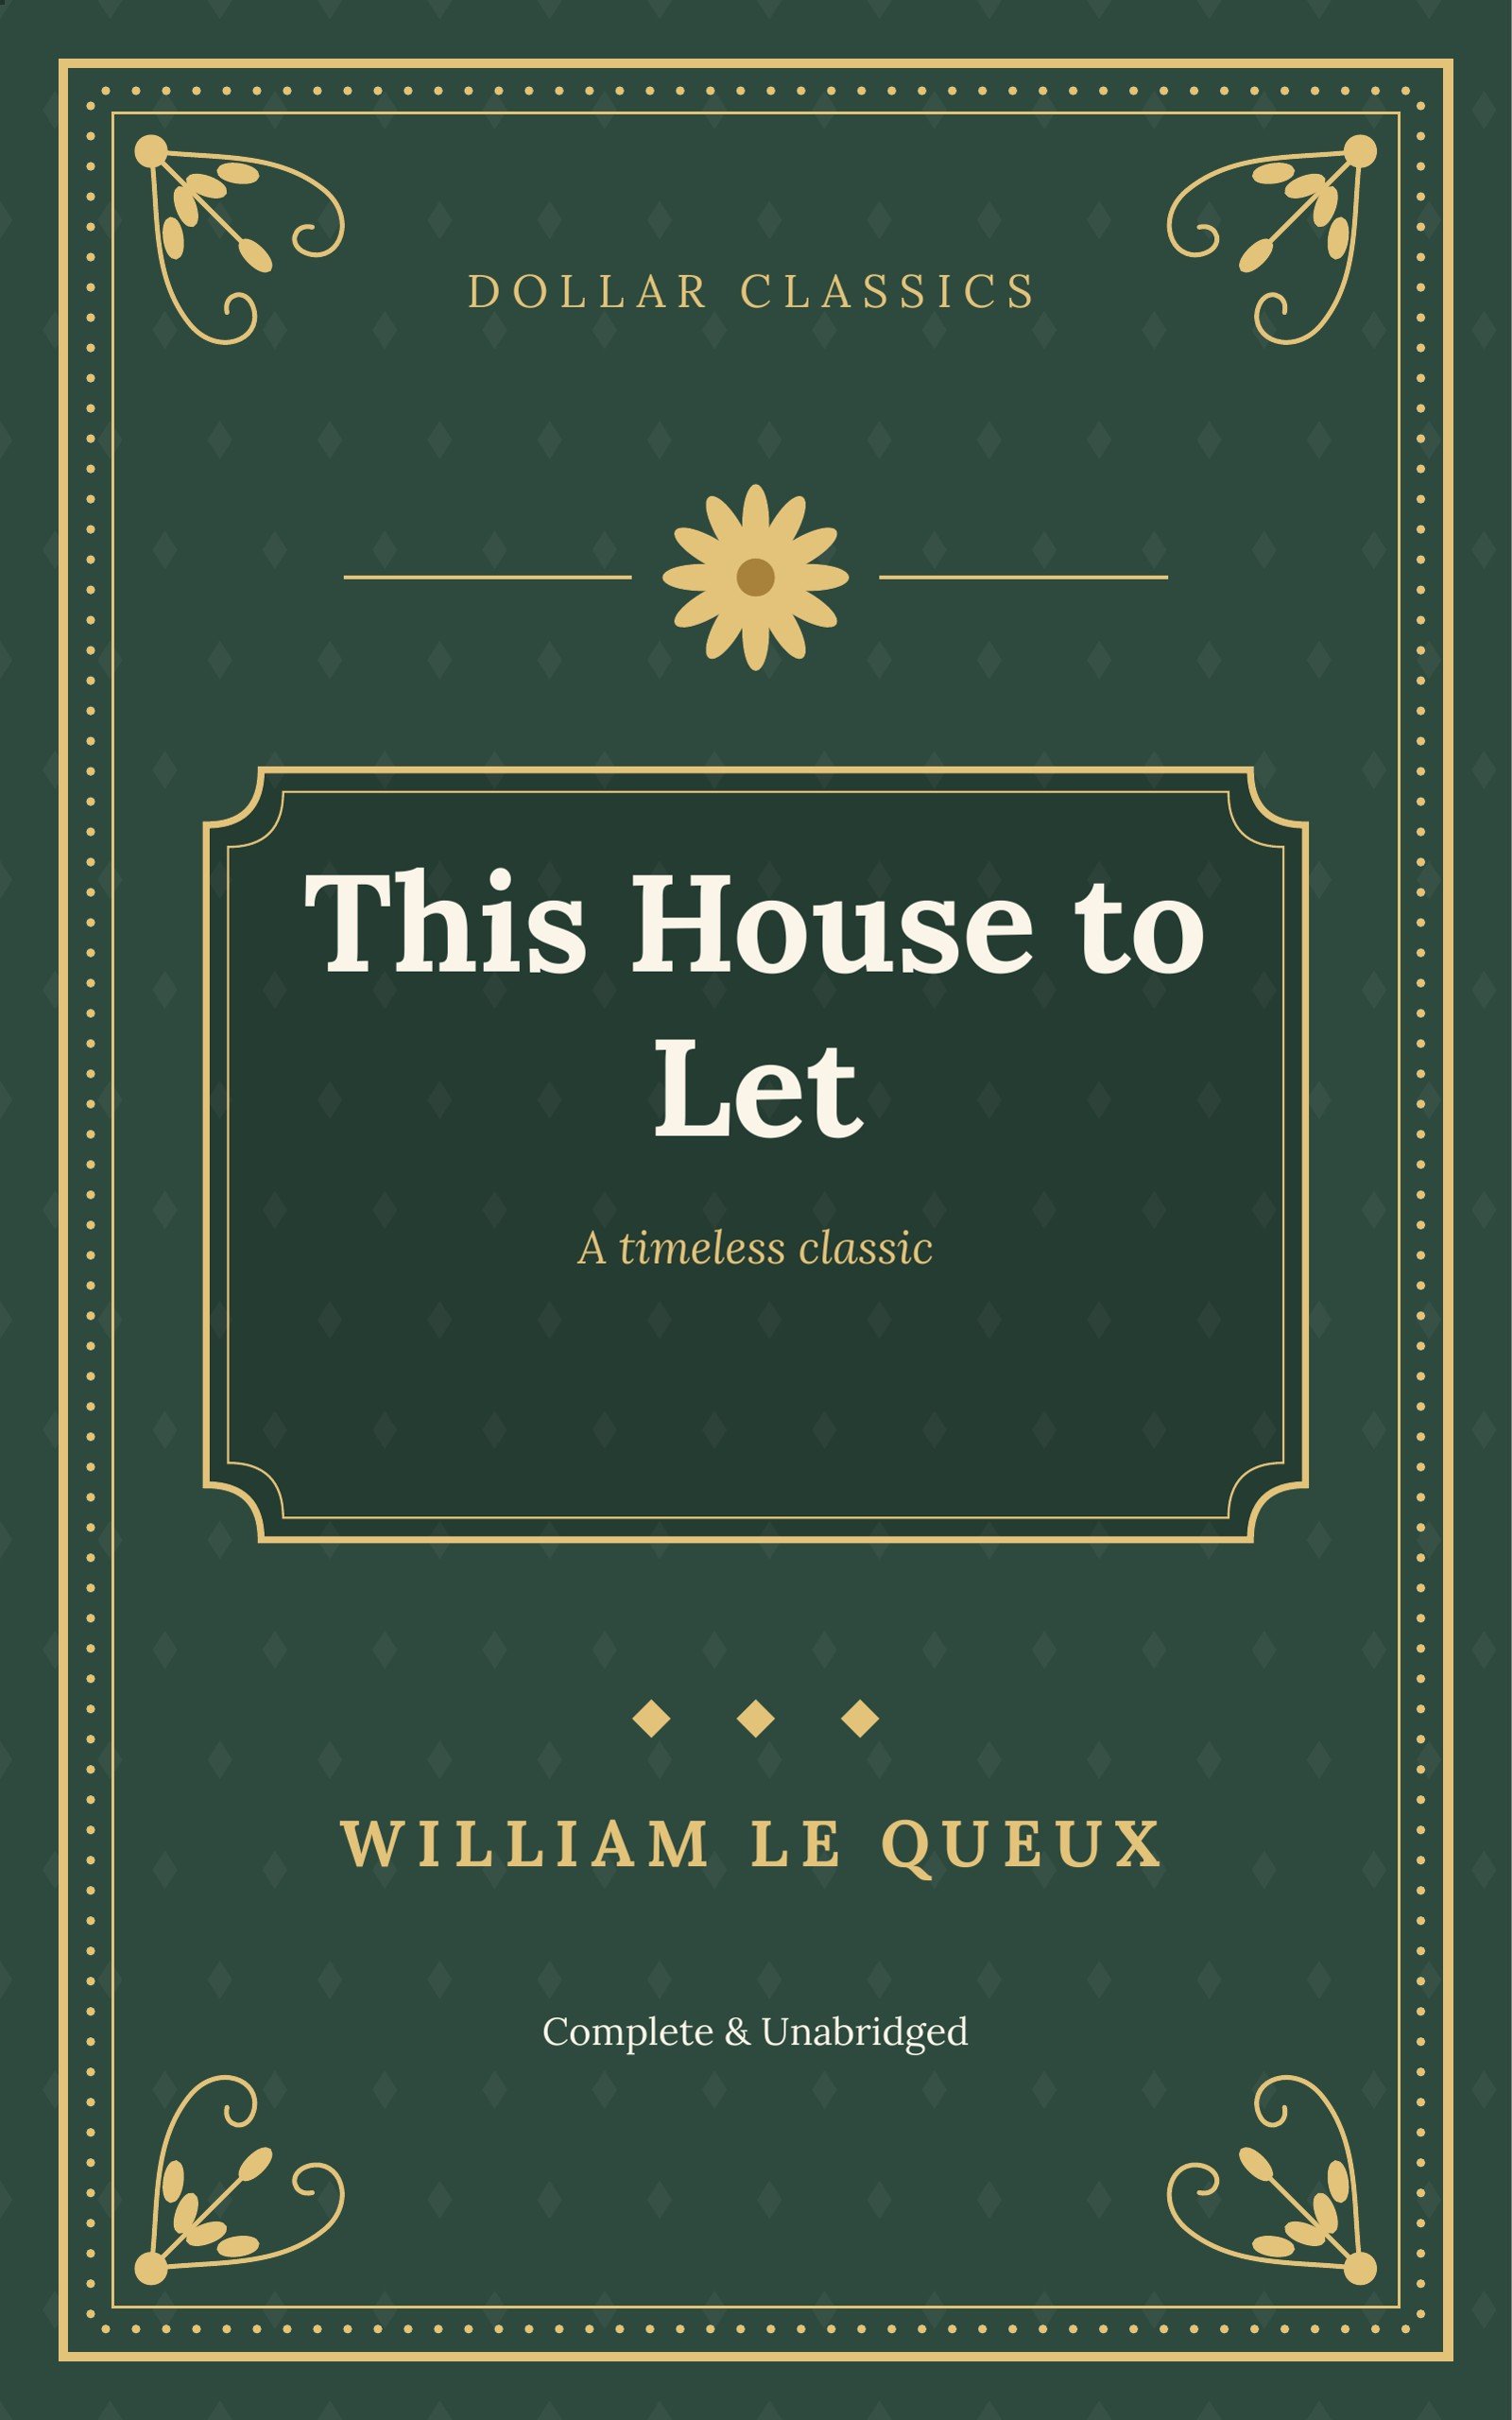 DOLLAR CLASSICS
This House to
Let
A timeless classic
WILLIAM LE QUEUX
Complete & Unabridged